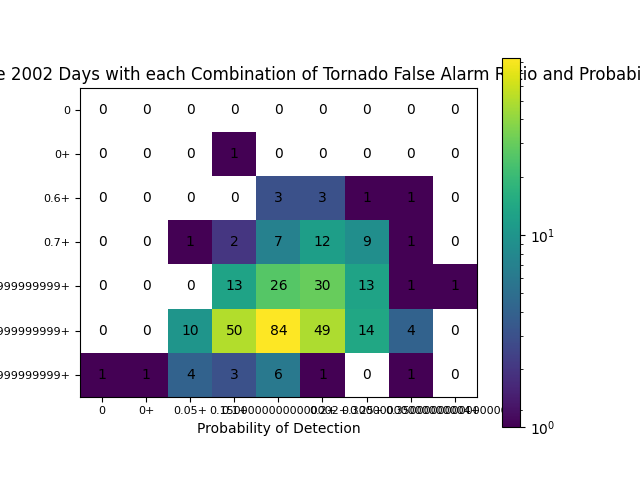 e 2002 Days with each Combination of Tornado False Alarm Ratio and Probabi
0 0 0 0 0 0 0 0 0 0
0+ 0 0 0 1 0 0 0 0 0
0.6+ 0 0 0 0 3 3 1 1 0
0.7+ 0 0 1 2 7 12 9 1 0
999999999+ 0 0 0 13 26 30 13 1 1
999999999+ 0 0 10 50 84 49 14 4 0
999999999+ 1 1 4 3 6 1 0 1 0
0 0+ 0.05+
Probability of Detection
10¹
10⁰